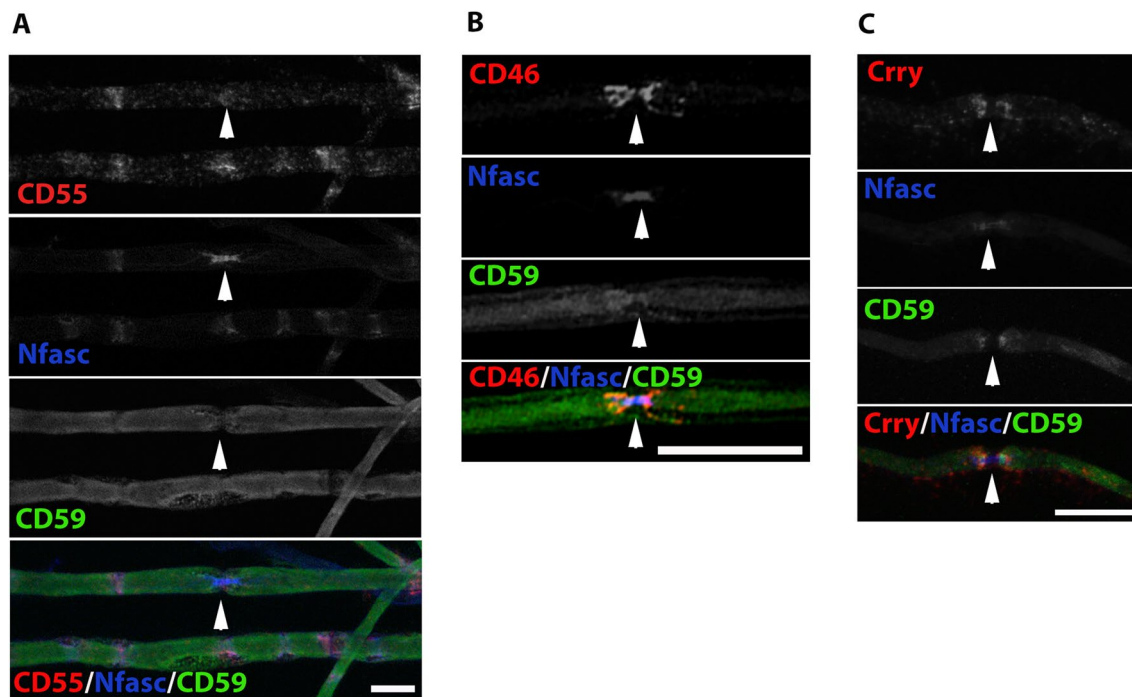 A
CD55
Nfasc
CD59
CD55/Nfasc/CD59
B
CD46
Nfasc
CD59
CD46/Nfasc/CD59
C
Crry
Nfasc
CD59
Crry/Nfasc/CD59